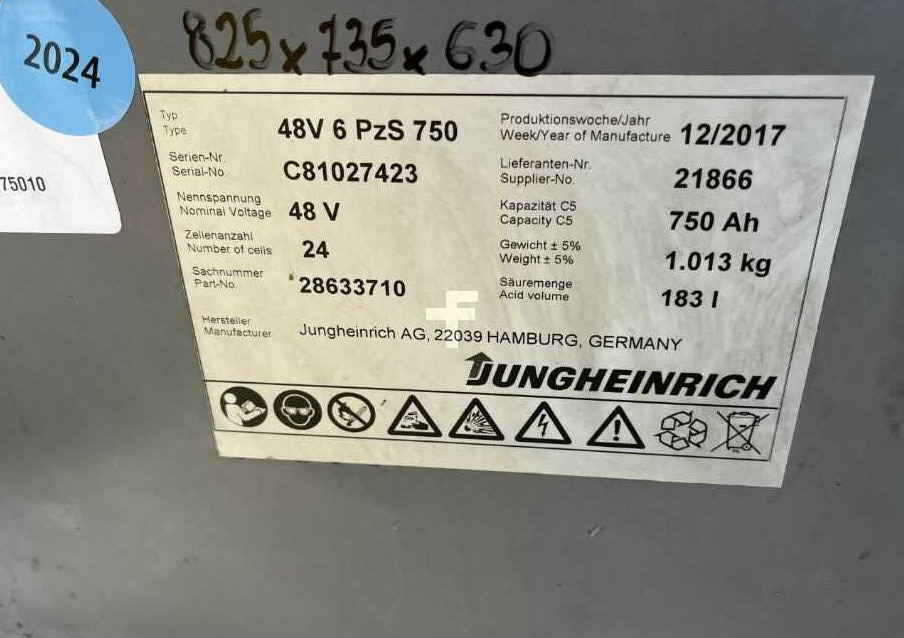 825 x 735 x 630
2024
75010
Typ
Type
48V 6 PzS 750
Produktionswoche/Jahr
Week/Year of Manufacture
12/2017
Serien-Nr.
Serial-No.
C81027423
Lieferanten-Nr.
Supplier-No.
21866
Nennspannung
Nominal Voltage
48 V
Kapazität C5
Capacity C5
750 Ah
Zellenanzahl
Number of cells
24
Gewicht ± 5%
Weight ± 5%
1.013 kg
Sachnummer
Part-No.
28633710
Säuremenge
Acid volume
183 l
Hersteller
Manufacturer
Jungheinrich AG, 22039 HAMBURG, GERMANY
JUNGHEINRICH